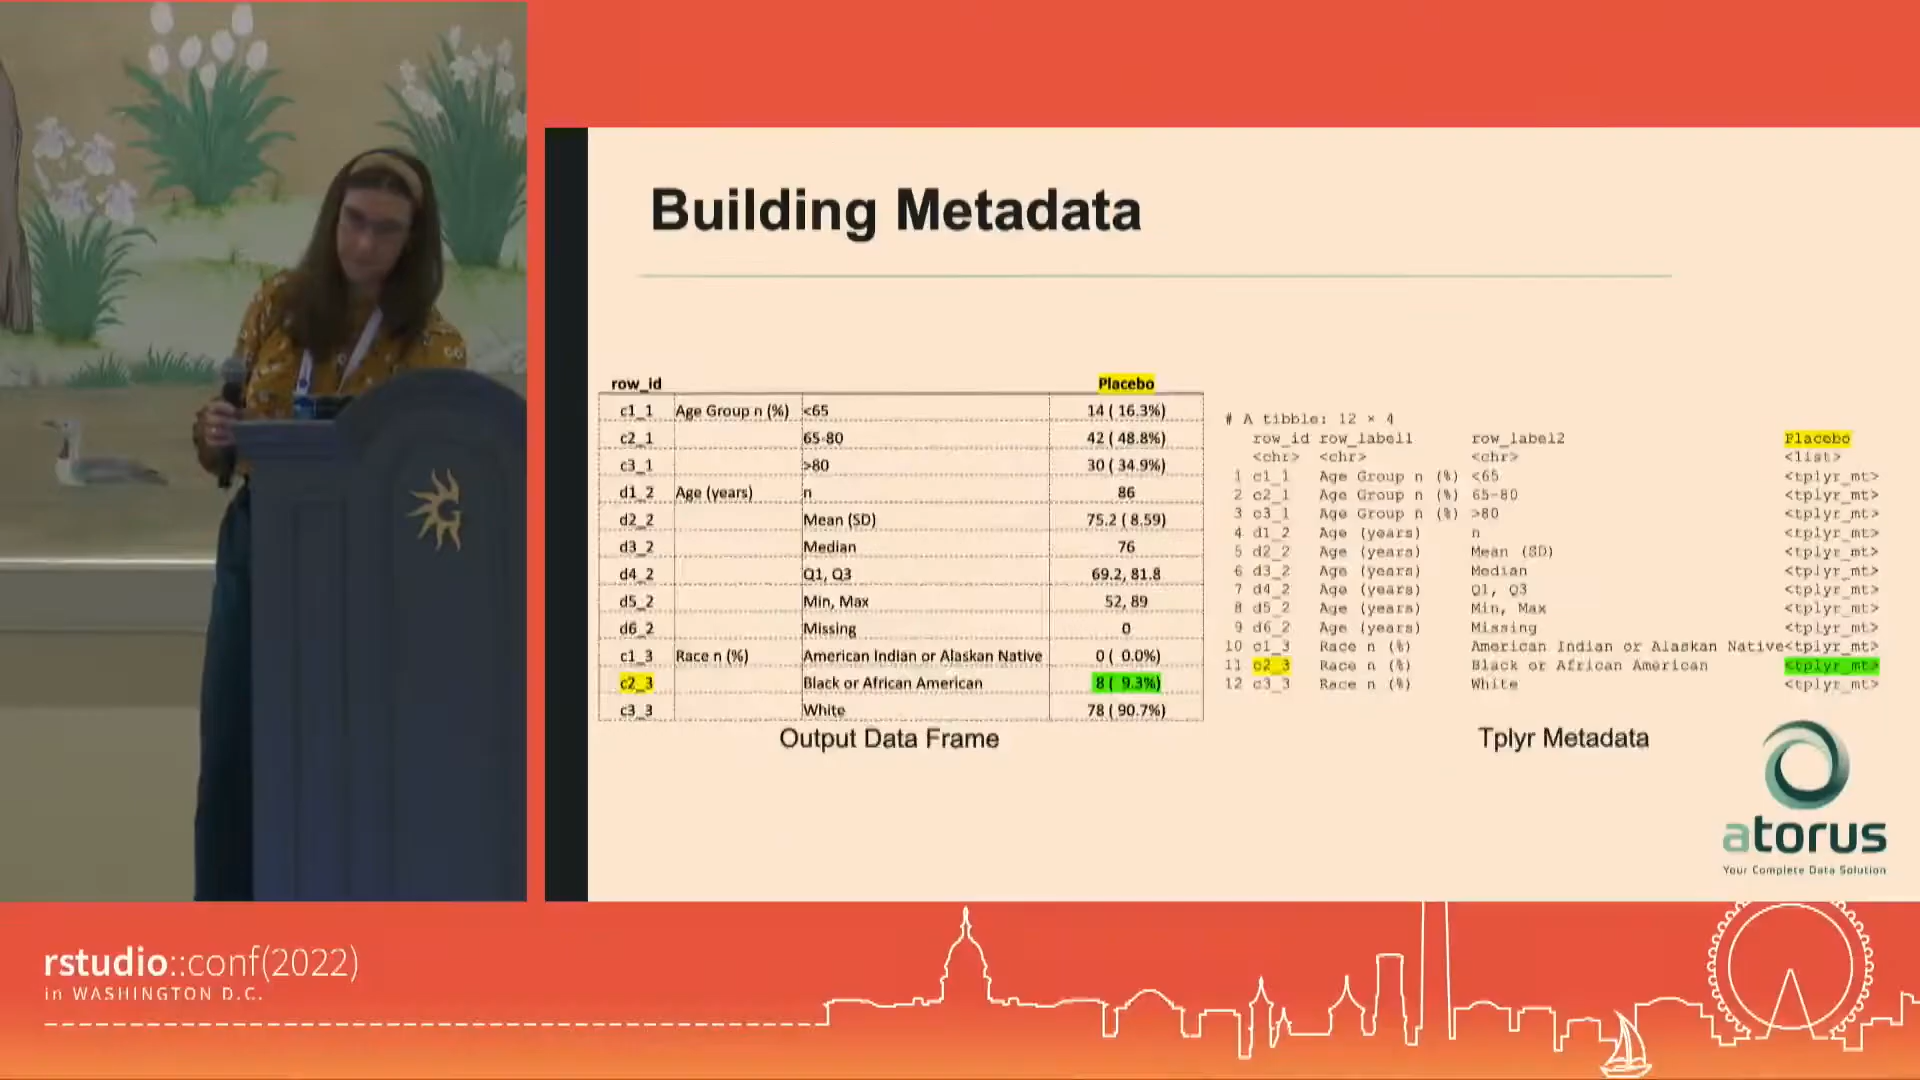 Building Metadata
row_id Placebo
c1_1 Age Group n (%) <65 14 ( 16.3%)
c2_1 65-80 42 ( 48.8%)
c3_1 >80 30 ( 34.9%)
d1_2 Age (years) n 86
d2_2 Mean (SD) 75.2 ( 8.59)
d3_2 Median 76
d4_2 Q1, Q3 69.2, 81.8
d5_2 Min, Max 52, 89
d6_2 Missing 0
c1_3 Race n (%) American Indian or Alaskan Native 0 ( 0.0%)
c2_3 Black or African American 8 ( 9.3%)
c3_3 White 78 ( 90.7%)
Output Data Frame
# A tibble: 12 × 4
row_id row_label1 row_label2 Placebo
<chr> <chr> <chr> <list>
1 c1_1 Age Group n (%) <65 <tplyr_mt>
2 c2_1 Age Group n (%) 65-80 <tplyr_mt>
3 c3_1 Age Group n (%) >80 <tplyr_mt>
4 d1_2 Age (years) n <tplyr_mt>
5 d2_2 Age (years) Mean (SD) <tplyr_mt>
6 d3_2 Age (years) Median <tplyr_mt>
7 d4_2 Age (years) Q1, Q3 <tplyr_mt>
8 d5_2 Age (years) Min, Max <tplyr_mt>
9 d6_2 Age (years) Missing <tplyr_mt>
10 c1_3 Race n (%) American Indian or Alaskan Native <tplyr_mt>
11 c2_3 Race n (%) Black or African American <tplyr_mt>
12 c3_3 Race n (%) White <tplyr_mt>
Tplyr Metadata
atorus
Your Complete Data Solution
rstudio::conf(2022)
in WASHINGTON D.C.